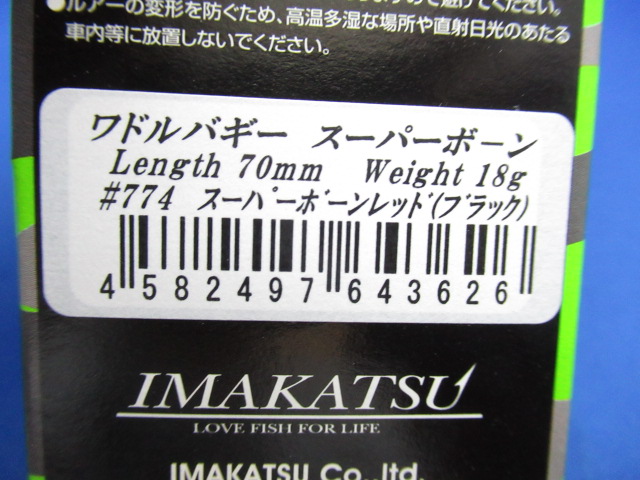 ●ルアーの変形を防ぐため、高温多湿な場所や直射日光のあたる
車内等に放置しないでください。
ワドルバギー スーパーボーン
Length 70mm Weight 18g
#774 スーパーボーンレッド(ブラック)
4 582497 643626
IMAKATSU
LOVE FISH FOR LIFE
IMAKATSU Co.,ltd.